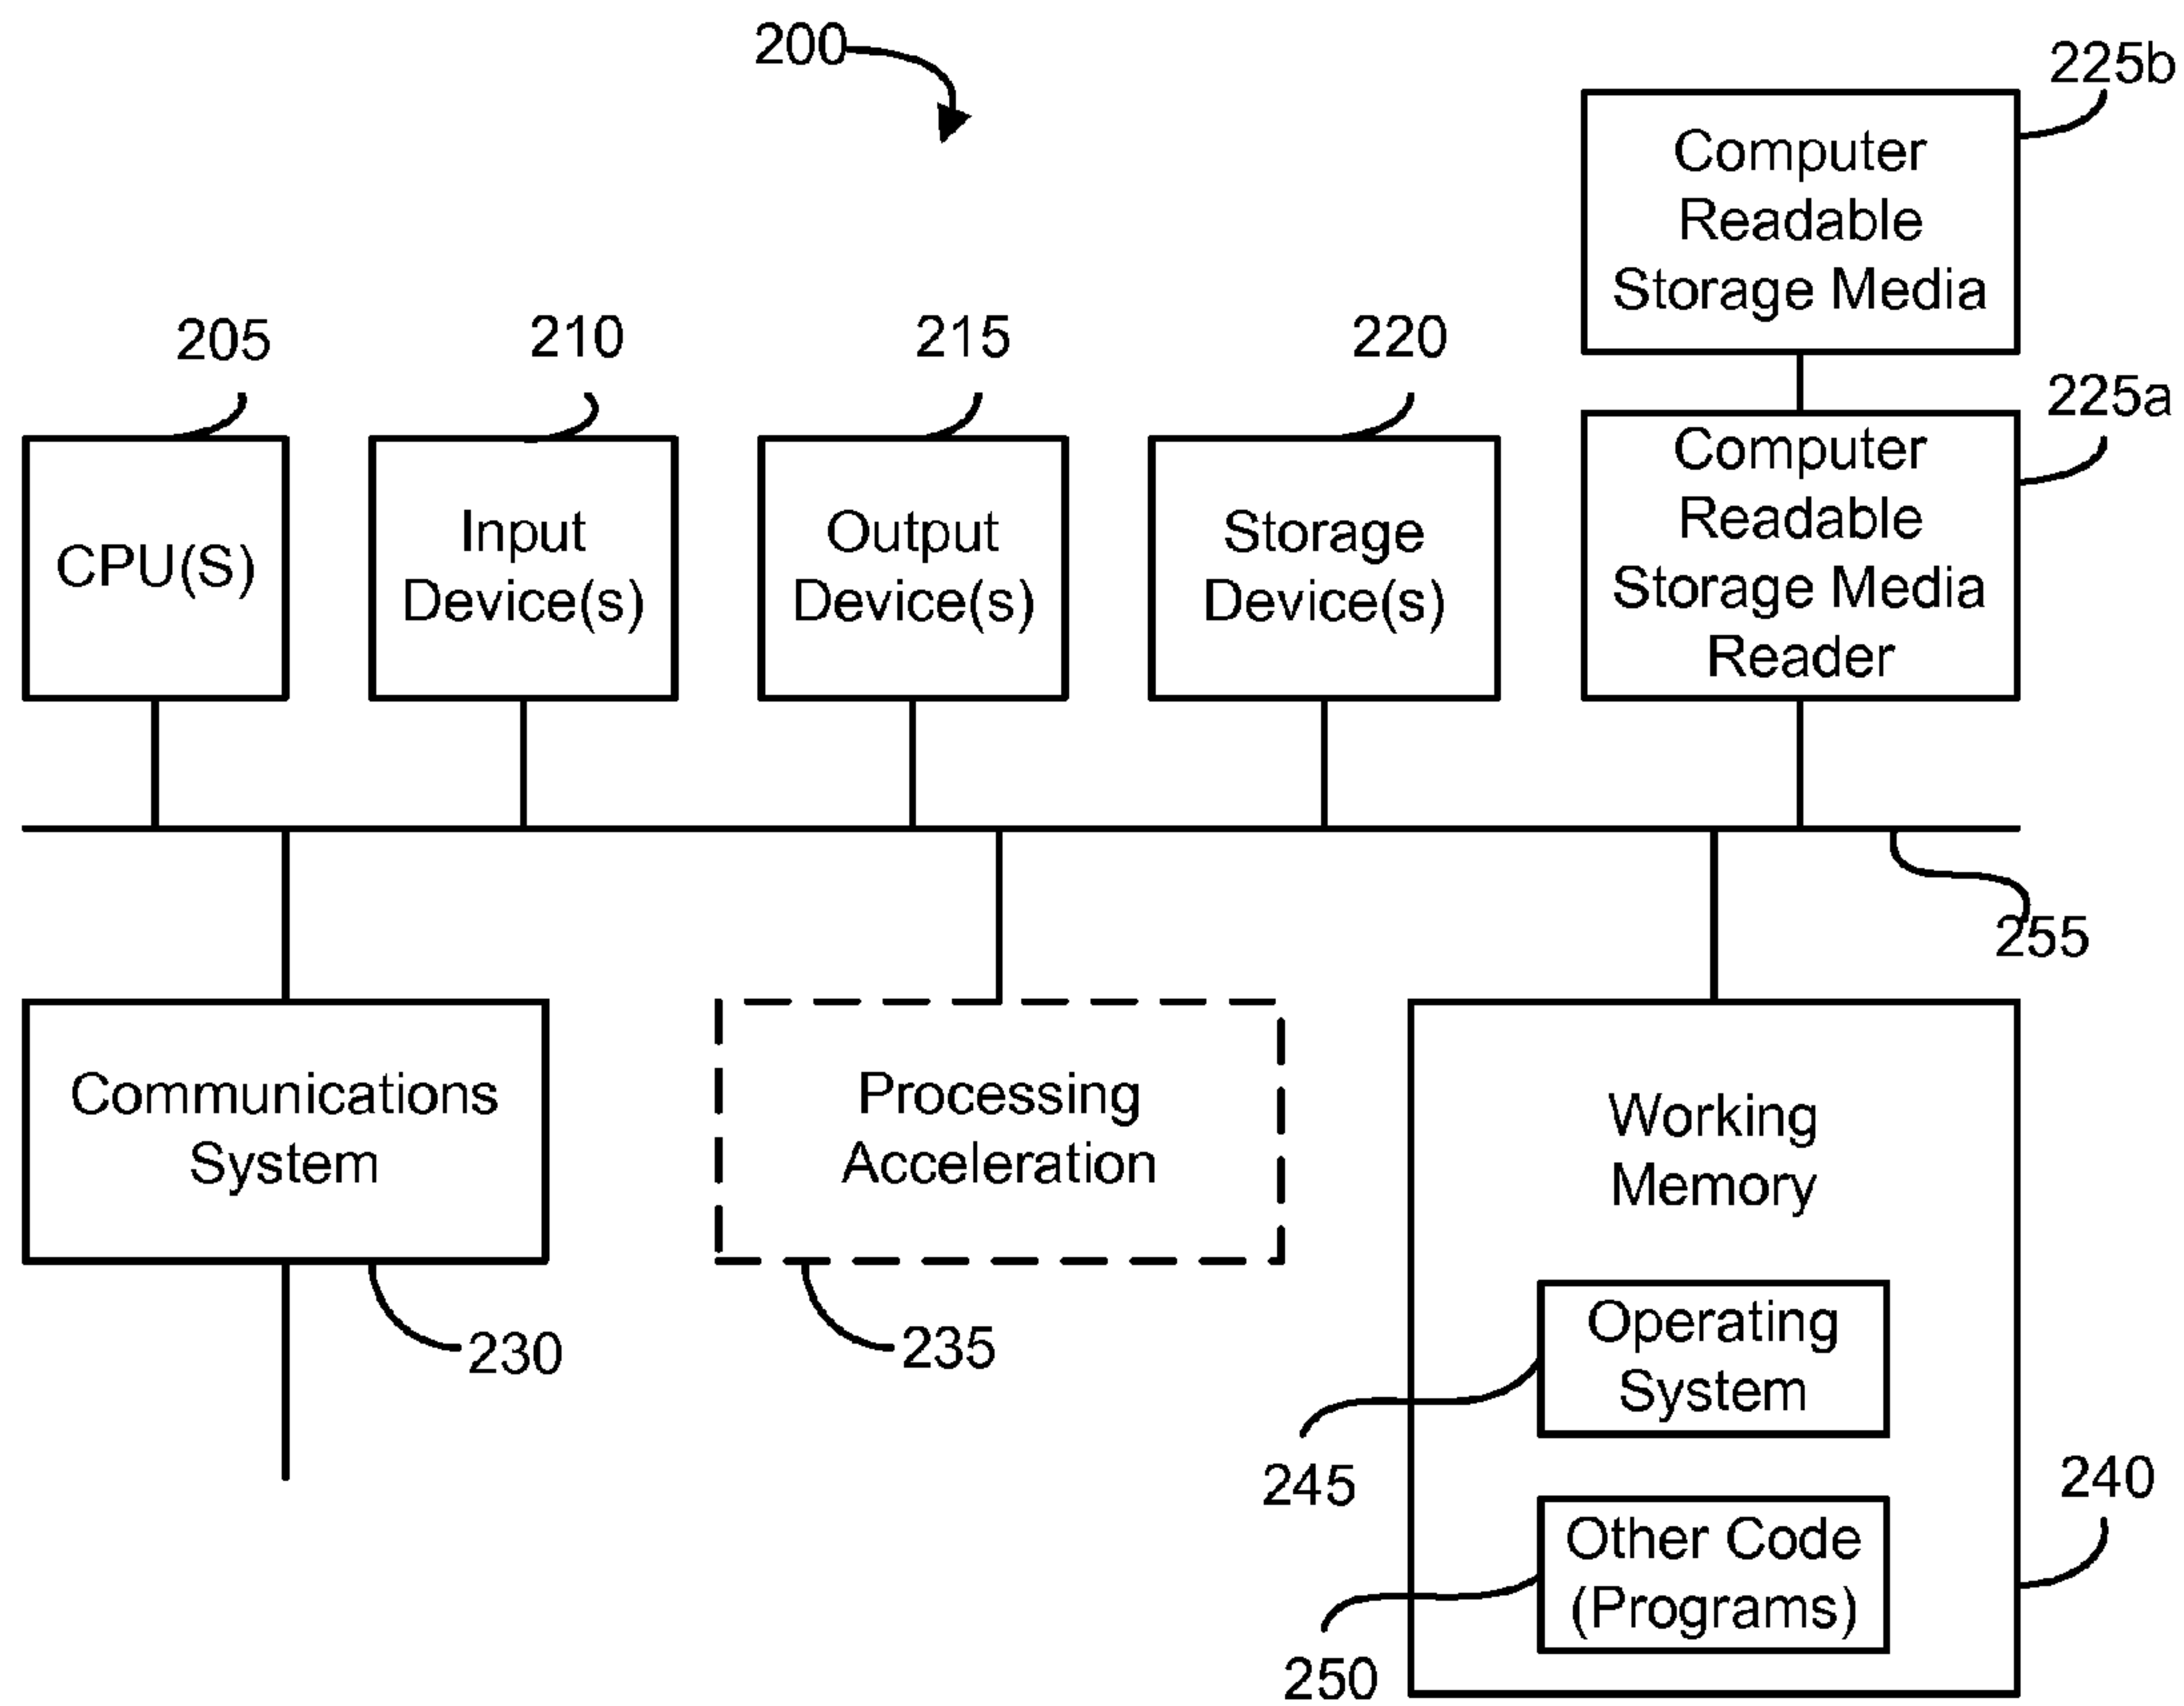 200
225b
Computer
Readable
Storage Media
205
210
215
220
225a
CPU(S)
Input
Device(s)
Output
Device(s)
Storage
Device(s)
Computer
Readable
Storage Media
Reader
255
Communications
System
230
Processing
Acceleration
235
Working
Memory
Operating
System
245
240
Other Code
(Programs)
250